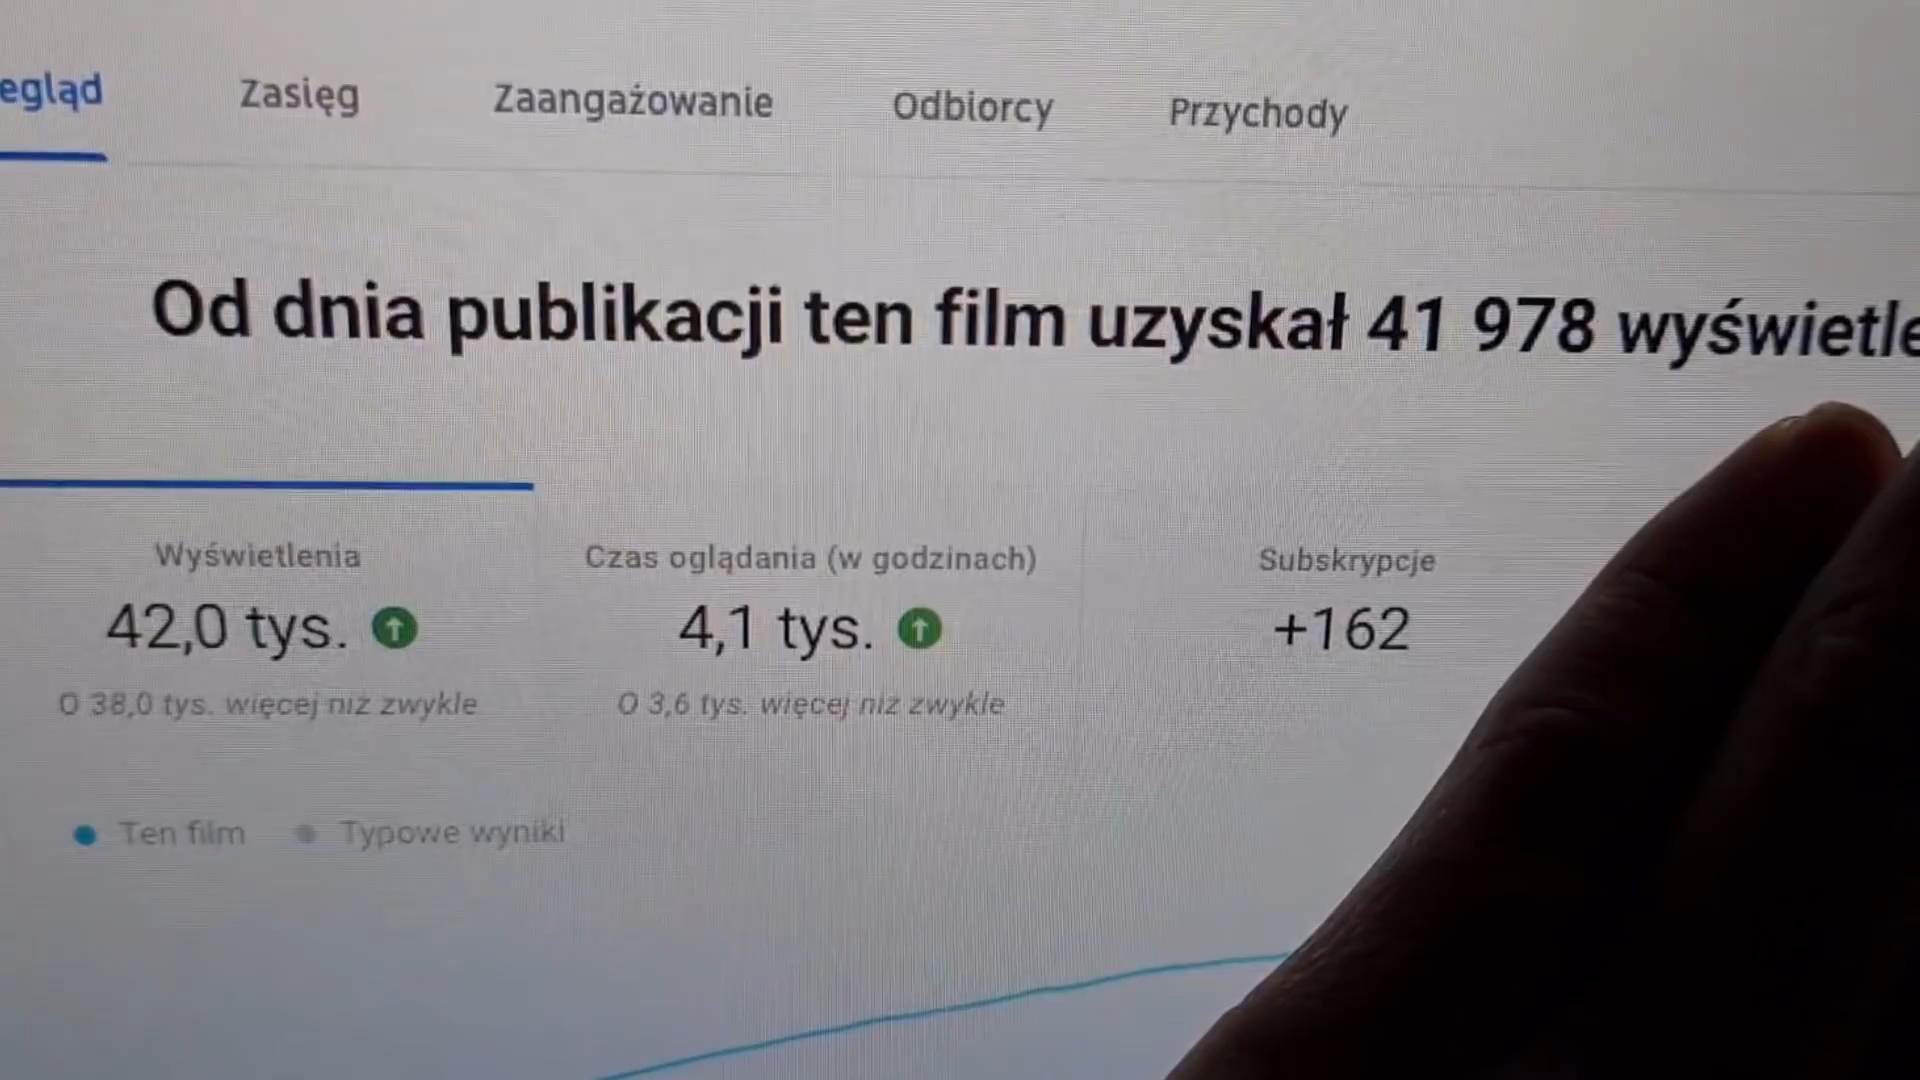 egląd Zasięg Zaangażowanie Odbiorcy Przychody
Od dnia publikacji ten film uzyskał 41 978 wyświetle
Wyświetlenia Czas oglądania (w godzinach) Subskrypcje
42,0 tys. 4,1 tys. +162
O 38,0 tys. więcej niż zwykle O 3,6 tys. więcej niż zwykle
Ten film Typowe wyniki